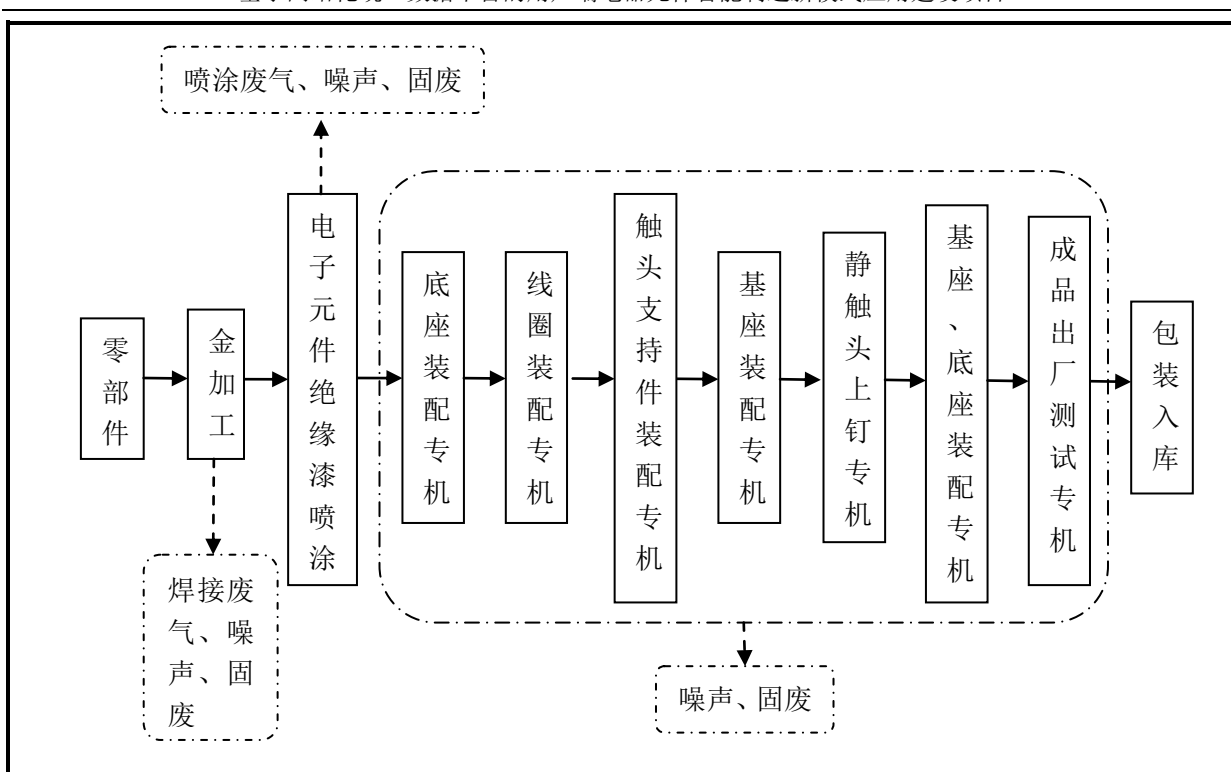 喷涂废气、噪声、固废
零部件
金加工
电子元件绝缘漆喷涂
底座装配专机
线圈装配专机
触头支持件装配专机
基座装配专机
静触头上钉专机
基座、底座装配专机
成品出厂测试专机
包装入库
焊接废
气、噪
声、固
废
噪声、固废